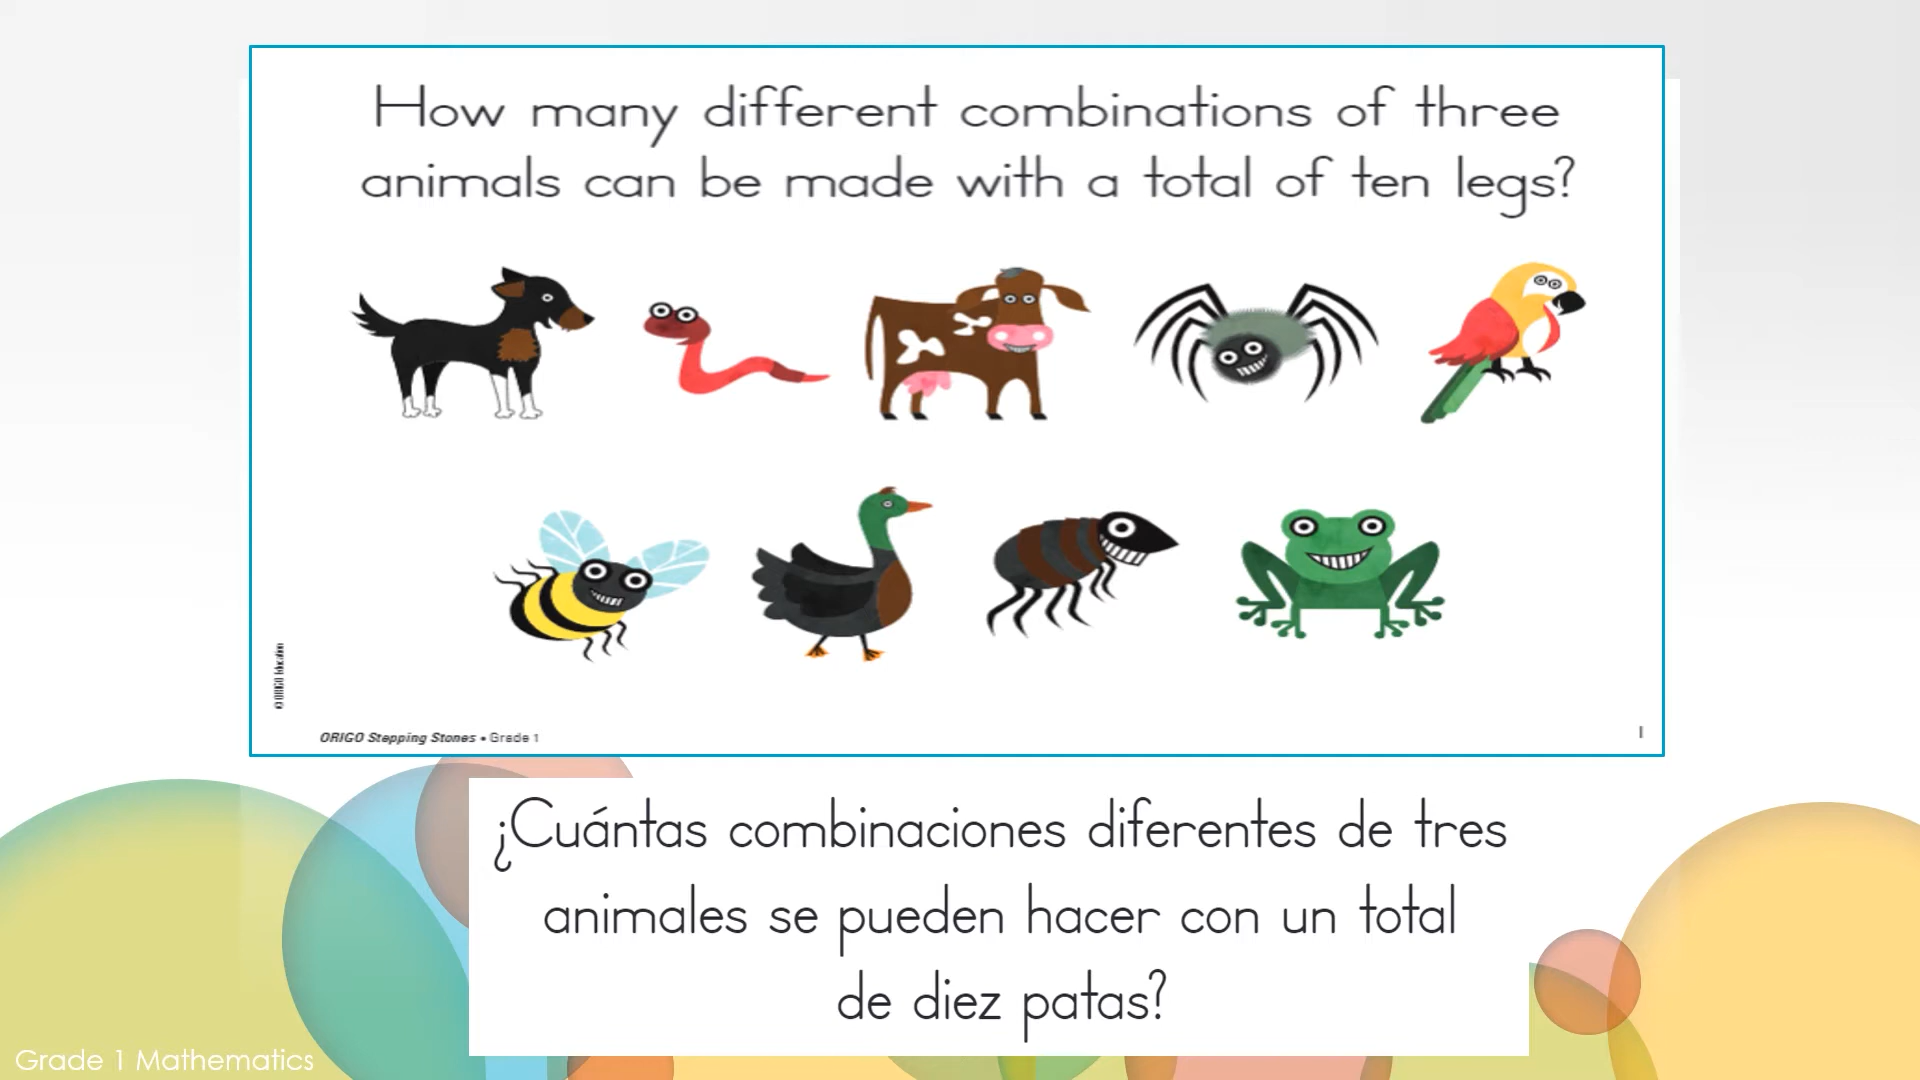 How many different combinations of three
animals can be made with a total of ten legs?
© ORIGO Education
ORIGO Stepping Stones • Grade 1
1
¿Cuántas combinaciones diferentes de tres
animales se pueden hacer con un total
de diez patas?
Grade 1 Mathematics